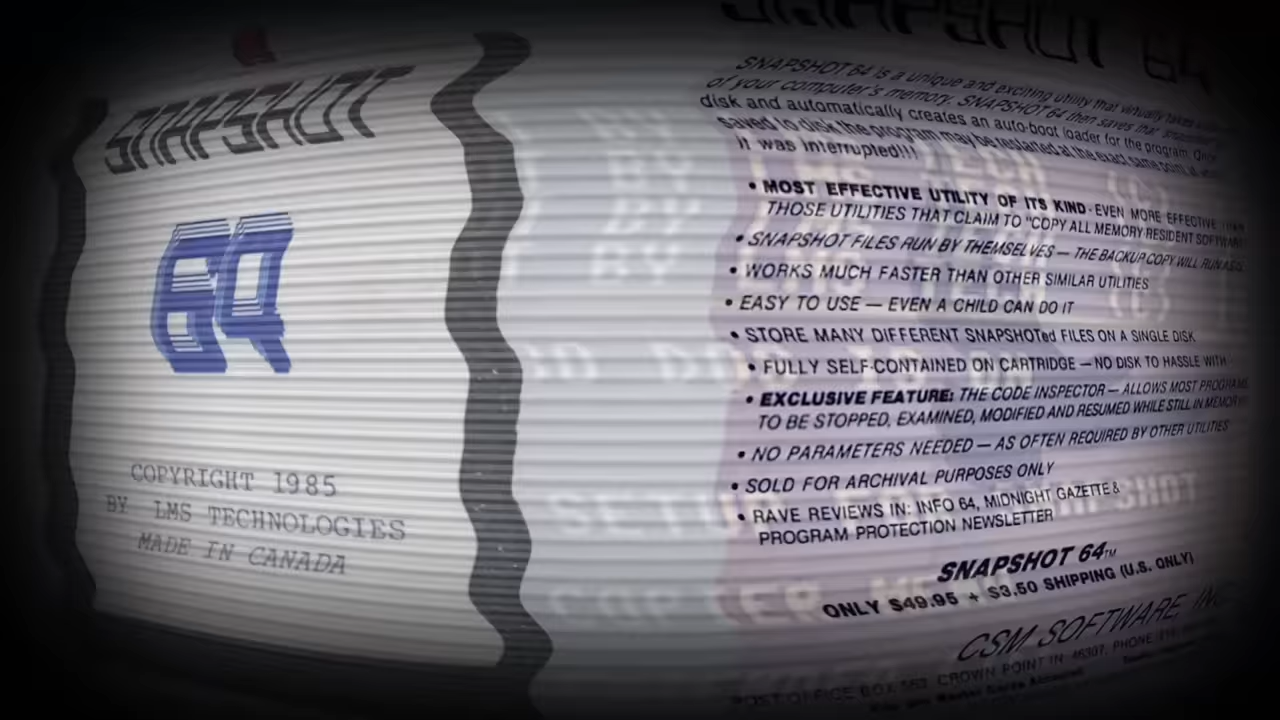 SNAPSHOT
64
COPYRIGHT 1985
BY LMS TECHNOLOGIES
MADE IN CANADA
SNAPSHOT 64
SNAPSHOT 64 is a unique and exciting utility that virtually takes
of your computer's memory. SNAPSHOT 64 then saves that
disk and automatically creates an auto-boot loader for the program. Once
saved to disk the program may be restarted at the exact same point
it was interrupted!!!
• MOST EFFECTIVE UTILITY OF ITS KIND - EVEN MORE EFFECTIVE THAN
THOSE UTILITIES THAT CLAIM TO "COPY ALL MEMORY RESIDENT SOFTWARE
• SNAPSHOT FILES RUN BY THEMSELVES — THE BACKUP COPY WILL RUN
• WORKS MUCH FASTER THAN OTHER SIMILAR UTILITIES
• EASY TO USE — EVEN A CHILD CAN DO IT
• STORE MANY DIFFERENT SNAPSHOTed FILES ON A SINGLE DISK
• FULLY SELF-CONTAINED ON CARTRIDGE — NO DISK TO HASSLE WITH
• EXCLUSIVE FEATURE: THE CODE INSPECTOR — ALLOWS MOST PROGRAMS
TO BE STOPPED, EXAMINED, MODIFIED AND RESUMED WHILE STILL IN MEMORY
• NO PARAMETERS NEEDED — AS OFTEN REQUIRED BY OTHER UTILITIES
• SOLD FOR ARCHIVAL PURPOSES ONLY
• RAVE REVIEWS IN: INFO 64, MIDNIGHT GAZETTE &
PROGRAM PROTECTION NEWSLETTER
SNAPSHOT 64™
ONLY $49.95 + $3.50 SHIPPING (U.S. ONLY)
CSM SOFTWARE, INC
POST OFFICE BOX 563, CROWN POINT IN. 46307, PHONE